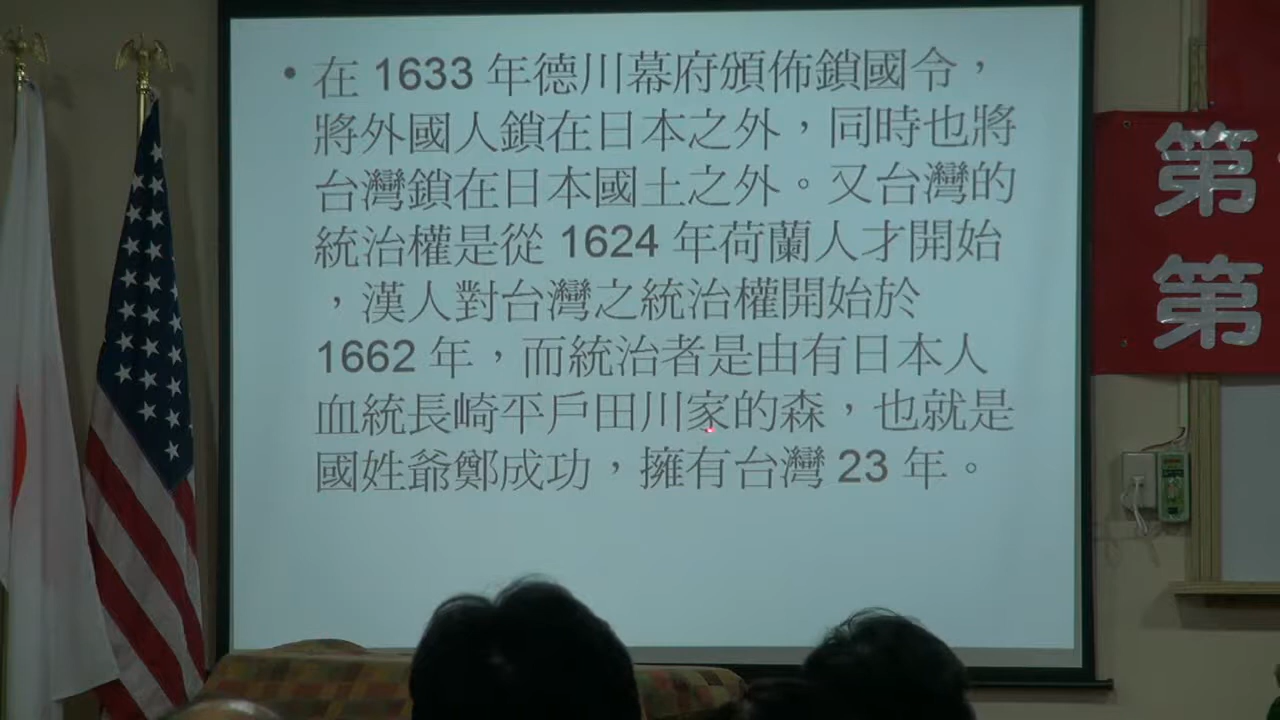 • 在 1633 年德川幕府頒佈鎖國令，
將外國人鎖在日本之外，同時也將
台灣鎖在日本國土之外。又台灣的
統治權是從 1624 年荷蘭人才開始
，漢人對台灣之統治權開始於
1662 年，而統治者是由有日本人
血統長崎平戶田川家的森，也就是
國姓爺鄭成功，擁有台灣 23 年。
第
第